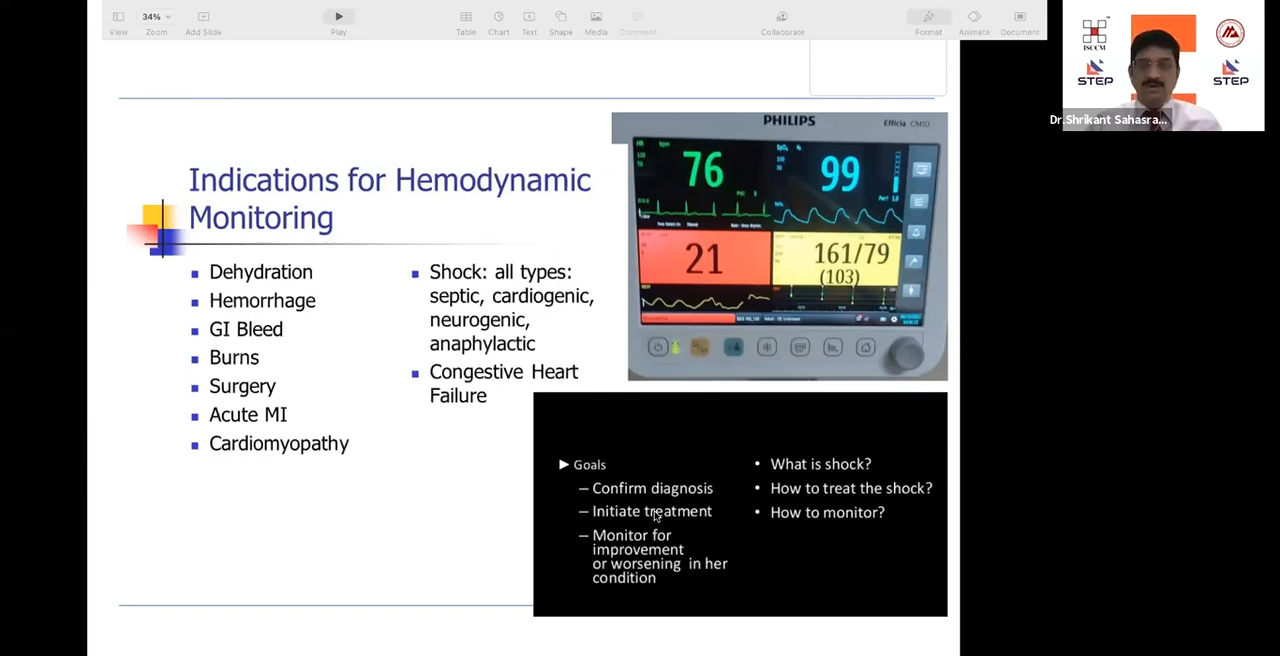 34%
View
Zoom
Add Slide
Play
Table
Chart
Text
Shape
Media
Comment
Collaborate
Format
Animate
Document
ISCCM
STEP
STEP
Dr.Shrikant Sahasra...
Indications for Hemodynamic
Monitoring
Dehydration
Hemorrhage
GI Bleed
Burns
Surgery
Acute MI
Cardiomyopathy
Shock: all types:
septic, cardiogenic,
neurogenic,
anaphylactic
Congestive Heart
Failure
PHILIPS
Efficia CM10
HR
76
SpO₂ %
99
21
161/79
(103)
Goals
– Confirm diagnosis
– Initiate treatment
– Monitor for
improvement
or worsening in her
condition
• What is shock?
• How to treat the shock?
• How to monitor?